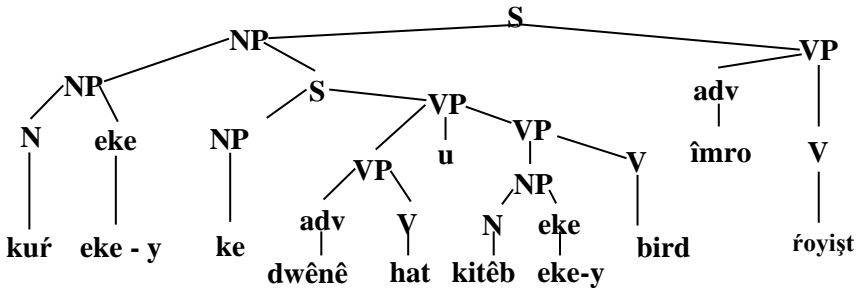 S
NP VP
NP S VP adv
N eke NP u VP îmro V
VP NP V
adv V N eke
kuŕ eke - y ke bird ŕoyişt
dwênê hat kitêb eke-y